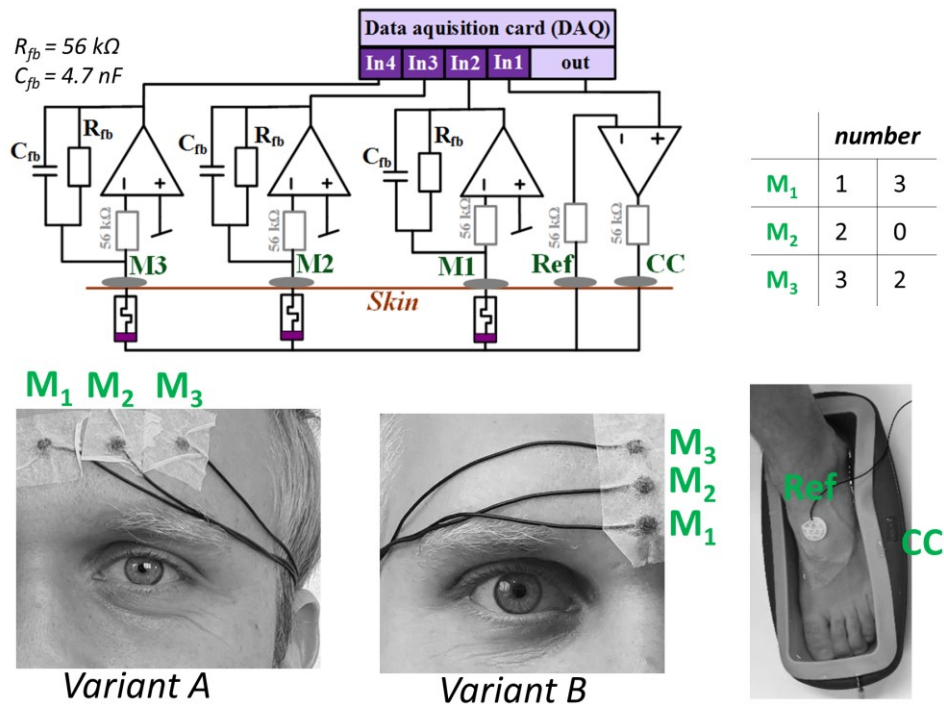 R_fb = 56 kΩ
C_fb = 4.7 nF
Data aquisition card (DAQ)
In4 In3 In2 In1 out
C_fb R_fb C_fb R_fb C_fb R_fb
56 kΩ 56 kΩ 56 kΩ 56 kΩ 56 kΩ
M3 M2 M1 Ref CC
Skin
number
M₁ 1 3
M₂ 2 0
M₃ 3 2
M₁ M₂ M₃
Variant A
M₃
M₂
M₁
Variant B
Ref
CC